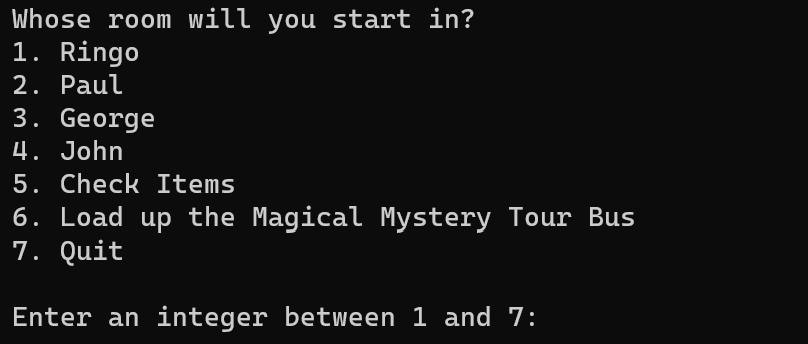 Whose room will you start in?
1. Ringo
2. Paul
3. George
4. John
5. Check Items
6. Load up the Magical Mystery Tour Bus
7. Quit
Enter an integer between 1 and 7: